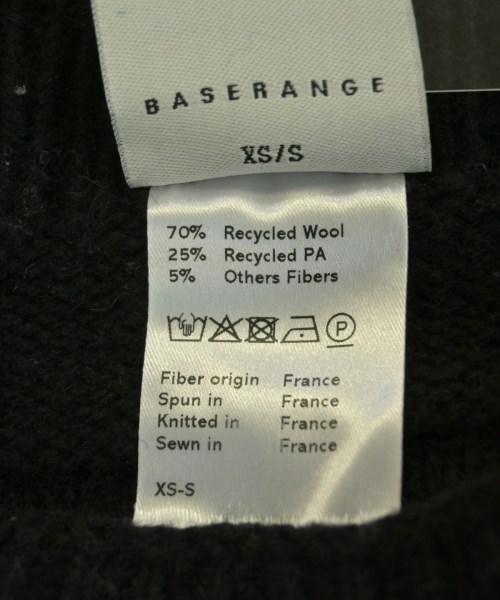 BASERANGE
XS/S
70% Recycled Wool
25% Recycled PA
5% Others Fibers
P
Fiber origin France
Spun in France
Knitted in France
Sewn in France
XS-S